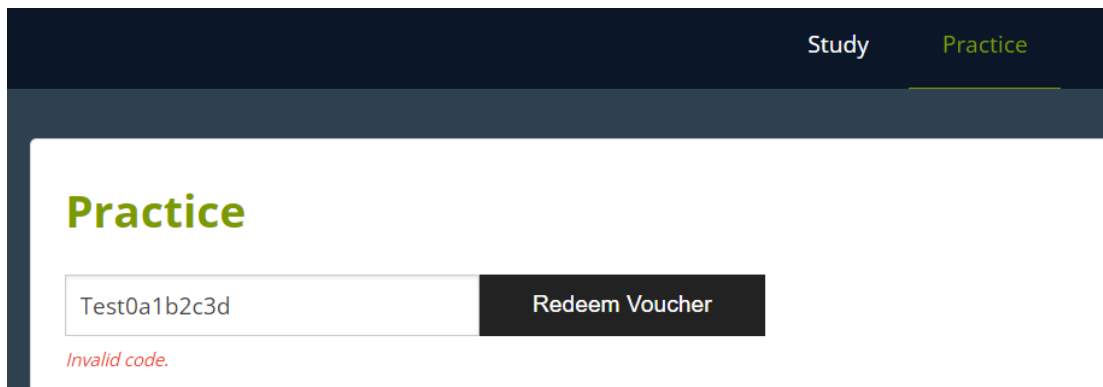 Study Practice
Practice
Test0a1b2c3d Redeem Voucher
Invalid code.